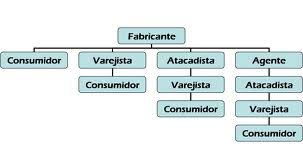 Fabricante
Consumidor Varejista Atacadista Agente
Consumidor Varejista Atacadista
Consumidor Varejista
Consumidor